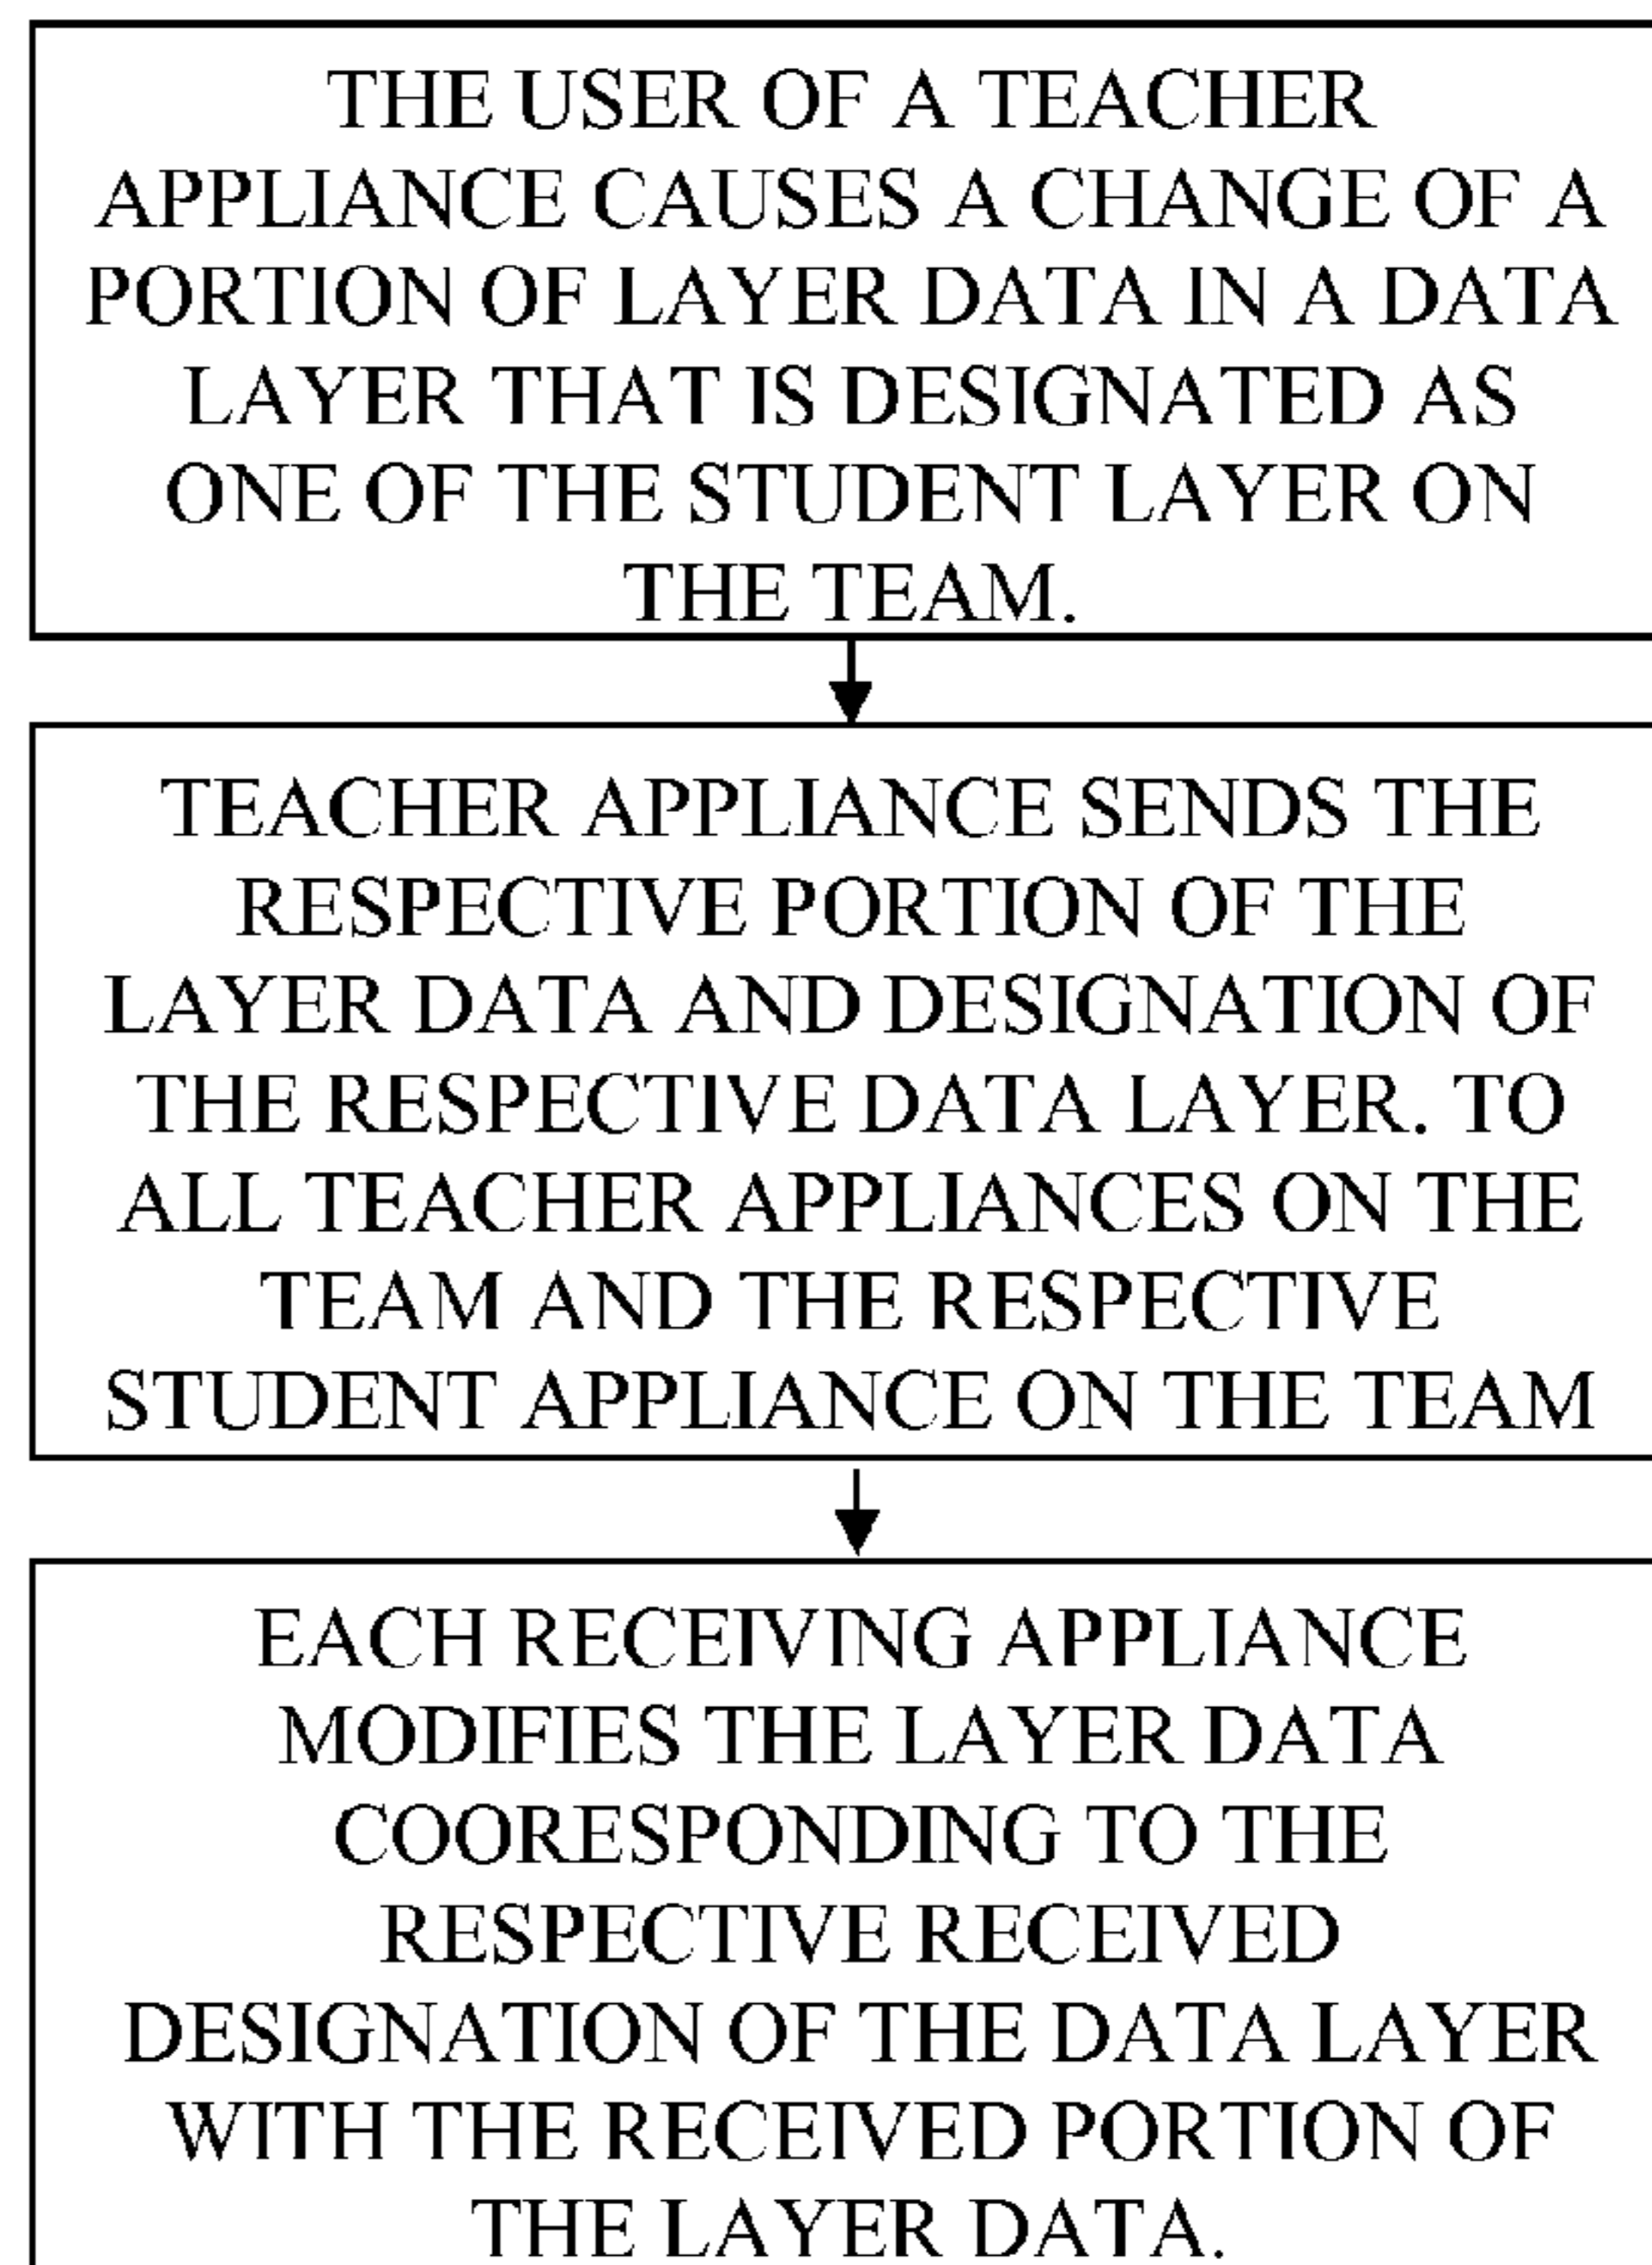 THE USER OF A TEACHER
APPLIANCE CAUSES A CHANGE OF A
PORTION OF LAYER DATA IN A DATA
LAYER THAT IS DESIGNATED AS
ONE OF THE STUDENT LAYER ON
THE TEAM.
TEACHER APPLIANCE SENDS THE
RESPECTIVE PORTION OF THE
LAYER DATA AND DESIGNATION OF
THE RESPECTIVE DATA LAYER. TO
ALL TEACHER APPLIANCES ON THE
TEAM AND THE RESPECTIVE
STUDENT APPLIANCE ON THE TEAM
EACH RECEIVING APPLIANCE
MODIFIES THE LAYER DATA
COORESPONDING TO THE
RESPECTIVE RECEIVED
DESIGNATION OF THE DATA LAYER
WITH THE RECEIVED PORTION OF
THE LAYER DATA.